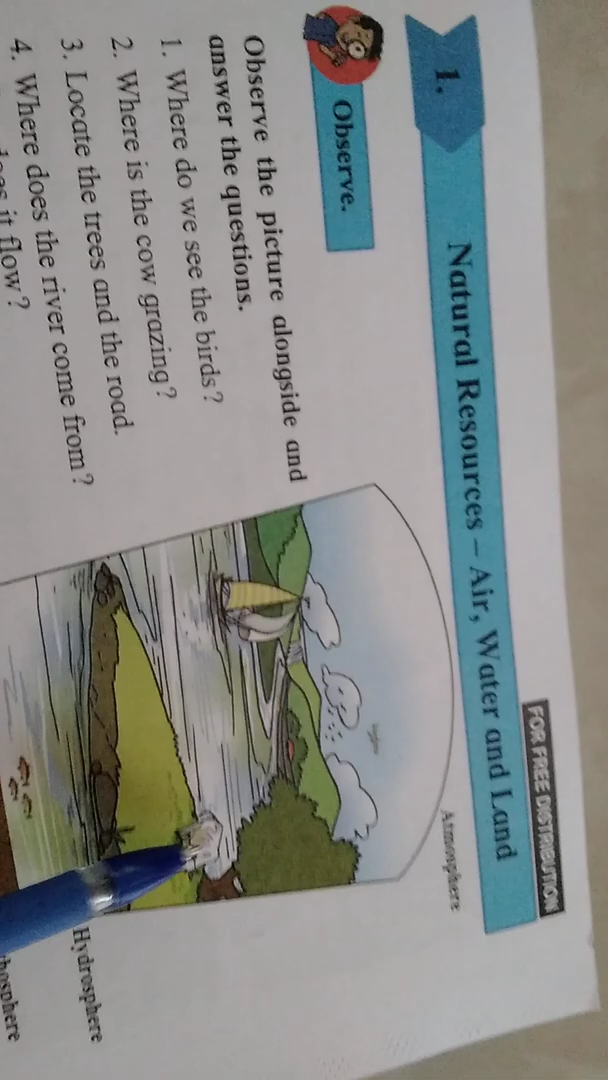 FOR FREE DISTRIBUTION
1.
Natural Resources – Air, Water and Land
Observe.
Observe the picture alongside and
answer the questions.
1. Where do we see the birds?
2. Where is the cow grazing?
3. Locate the trees and the road.
4. Where does the river come from?
it flow?
Atmosphere
Hydrosphere